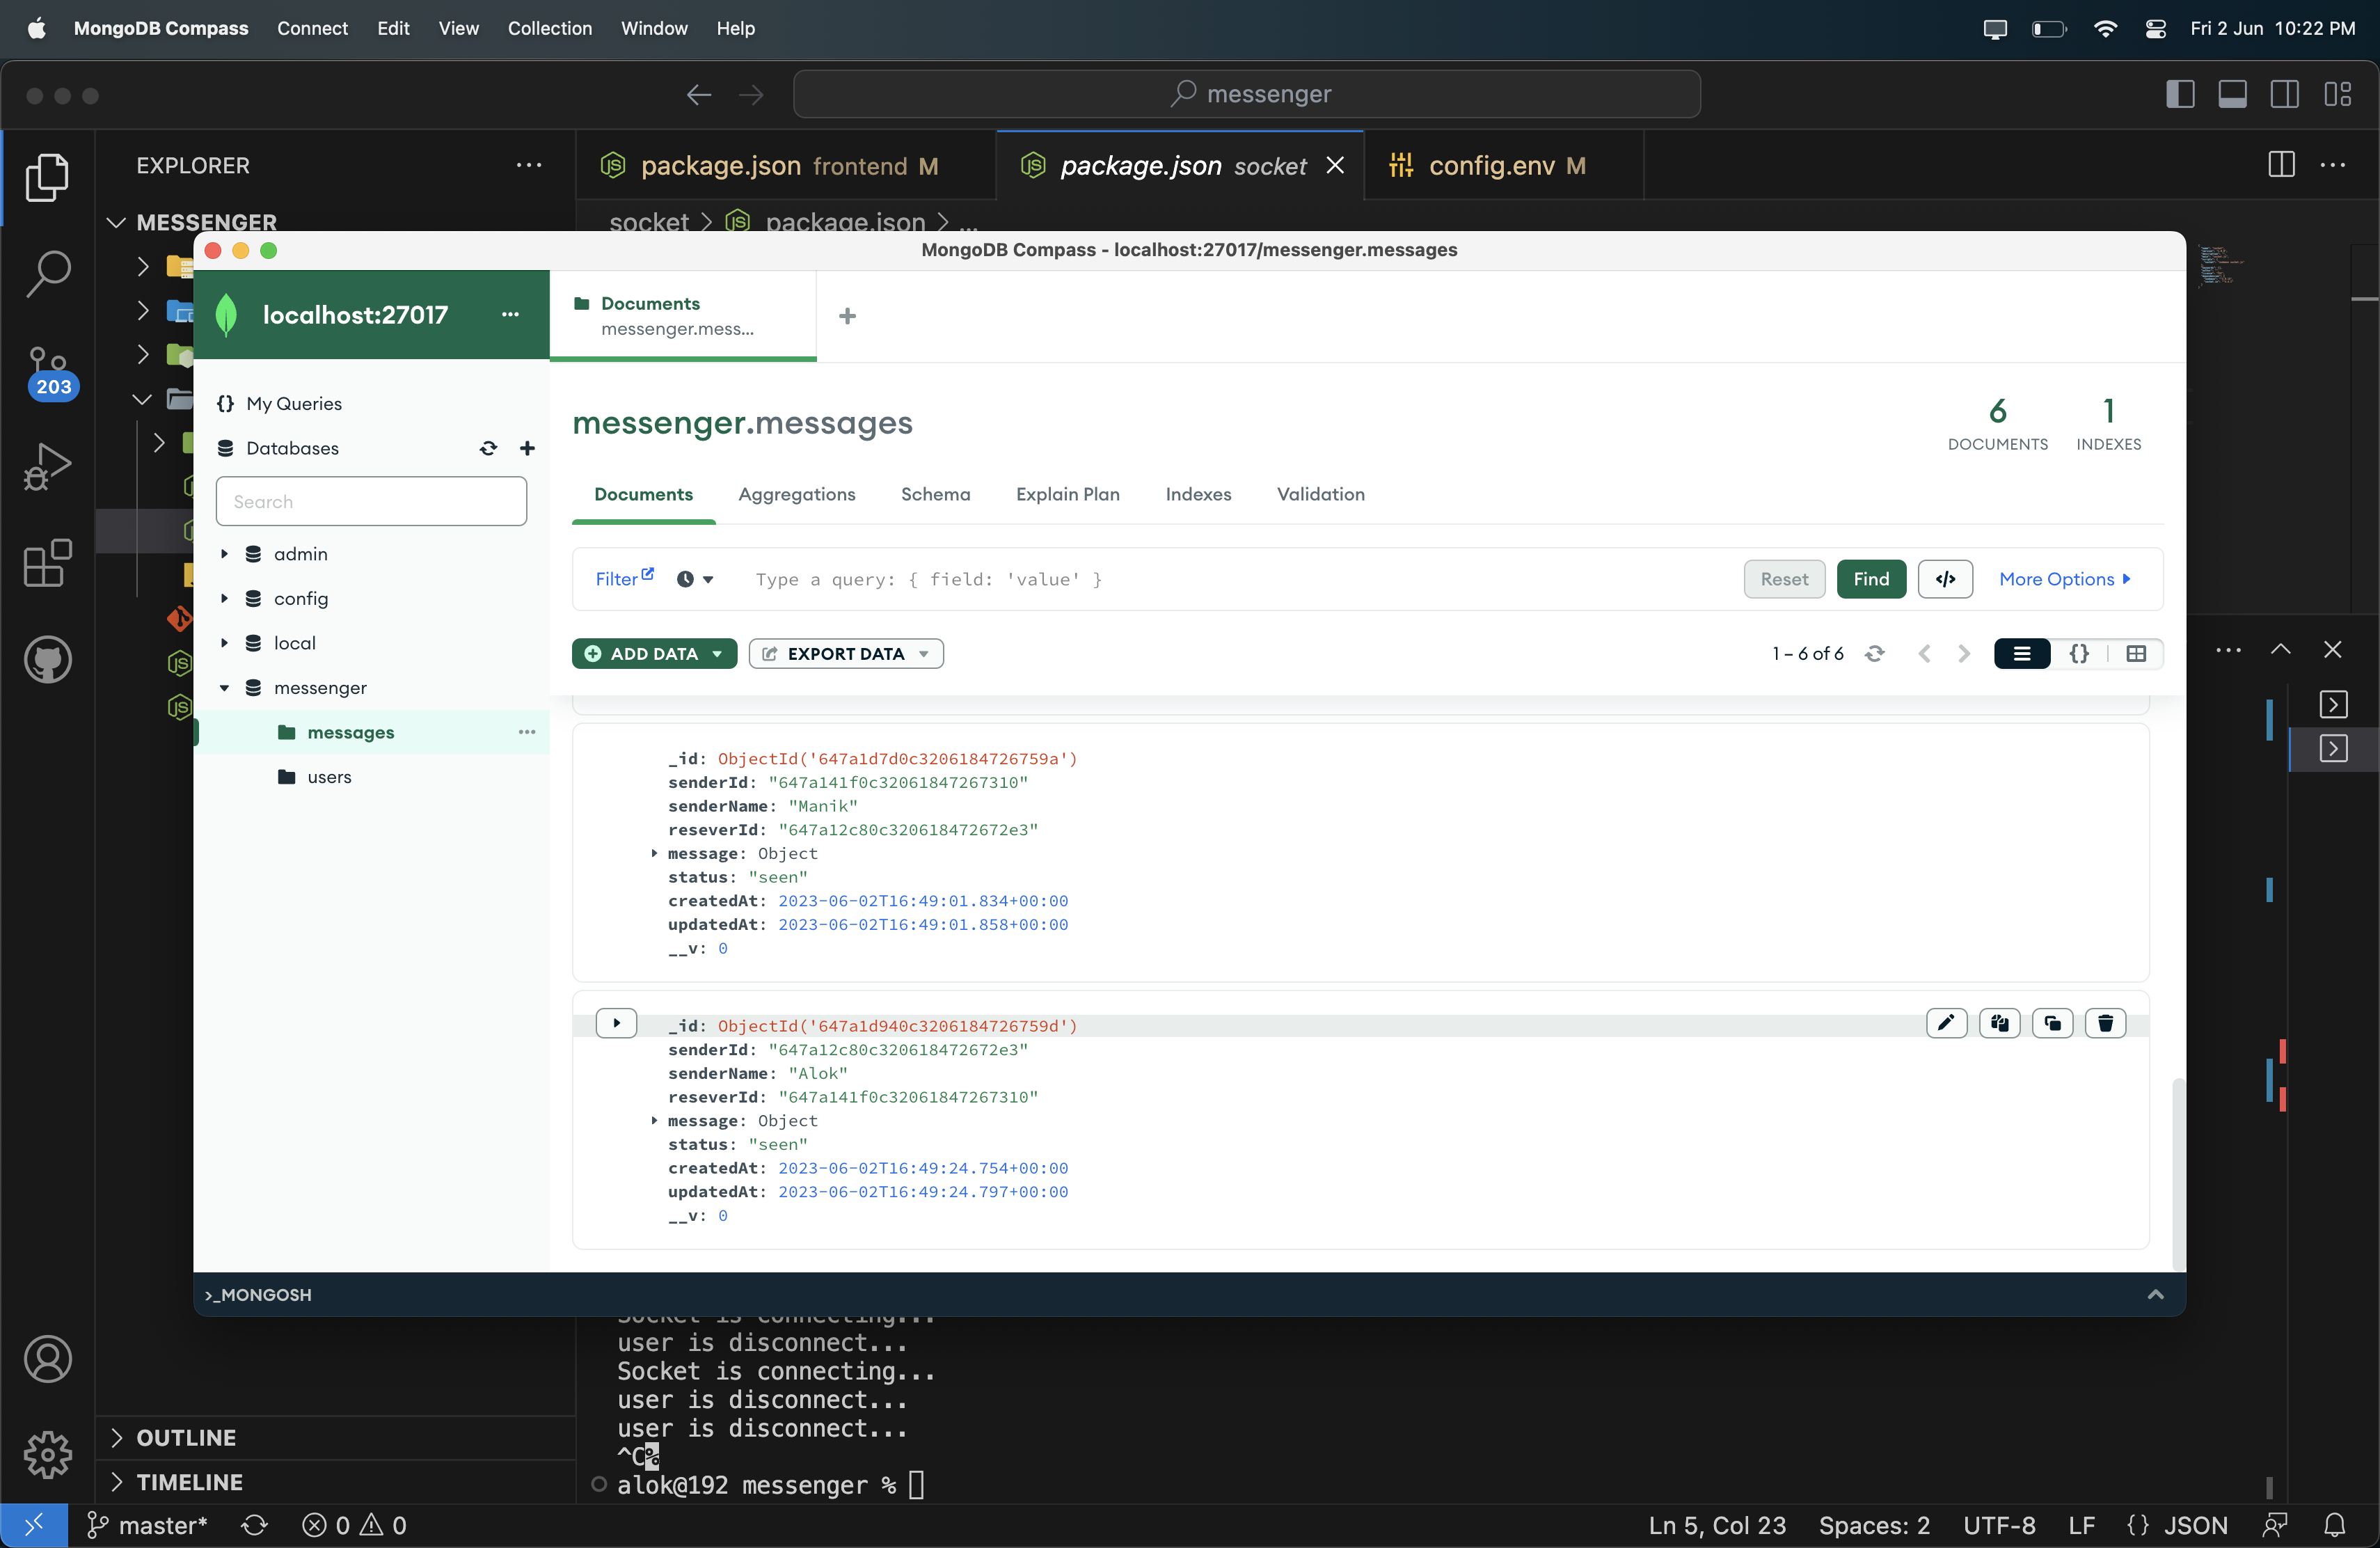 MongoDB Compass Connect Edit View Collection Window Help
Fri 2 Jun 10:22 PM
messenger
EXPLORER
package.json frontend M
package.json socket
config.env M
MESSENGER
socket > package.json > ...
MongoDB Compass - localhost:27017/messenger.messages
localhost:27017
Documents
messenger.mess...
203
My Queries
Databases
Search
admin
config
local
messenger
messages
users
messenger.messages
6
DOCUMENTS
1
INDEXES
Documents Aggregations Schema Explain Plan Indexes Validation
Filter
Type a query: { field: 'value' }
Reset
Find
</>
More Options
ADD DATA
EXPORT DATA
1 – 6 of 6
{}
_id: ObjectId('647a1d7d0c3206184726759a')
senderId: "647a141f0c32061847267310"
senderName: "Manik"
reseverId: "647a12c80c320618472672e3"
message: Object
status: "seen"
createdAt: 2023-06-02T16:49:01.834+00:00
updatedAt: 2023-06-02T16:49:01.858+00:00
__v: 0
_id: ObjectId('647a1d940c3206184726759d')
senderId: "647a12c80c320618472672e3"
senderName: "Alok"
reseverId: "647a141f0c32061847267310"
message: Object
status: "seen"
createdAt: 2023-06-02T16:49:24.754+00:00
updatedAt: 2023-06-02T16:49:24.797+00:00
__v: 0
>_MONGOSH
Socket is connecting...
user is disconnect...
Socket is connecting...
user is disconnect...
user is disconnect...
^C%
alok@192 messenger %
OUTLINE
TIMELINE
master* 0 0
Ln 5, Col 23 Spaces: 2 UTF-8 LF {} JSON